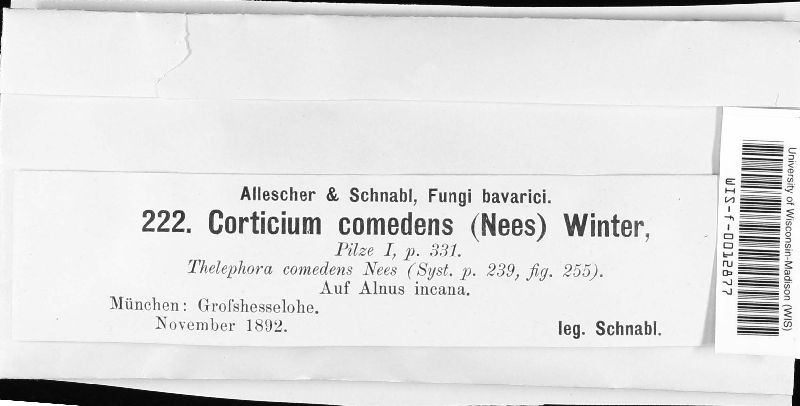 Allescher & Schnabl, Fungi bavarici.
222. Corticium comedens (Nees) Winter,
Pilze I, p. 331.
Thelephora comedens Nees (Syst. p. 239, fig. 255).
Auf Alnus incana.
München: Groſshesselohe.
November 1892.
leg. Schnabl.
WIS-f-0012877
University of Wisconsin-Madison (WIS)